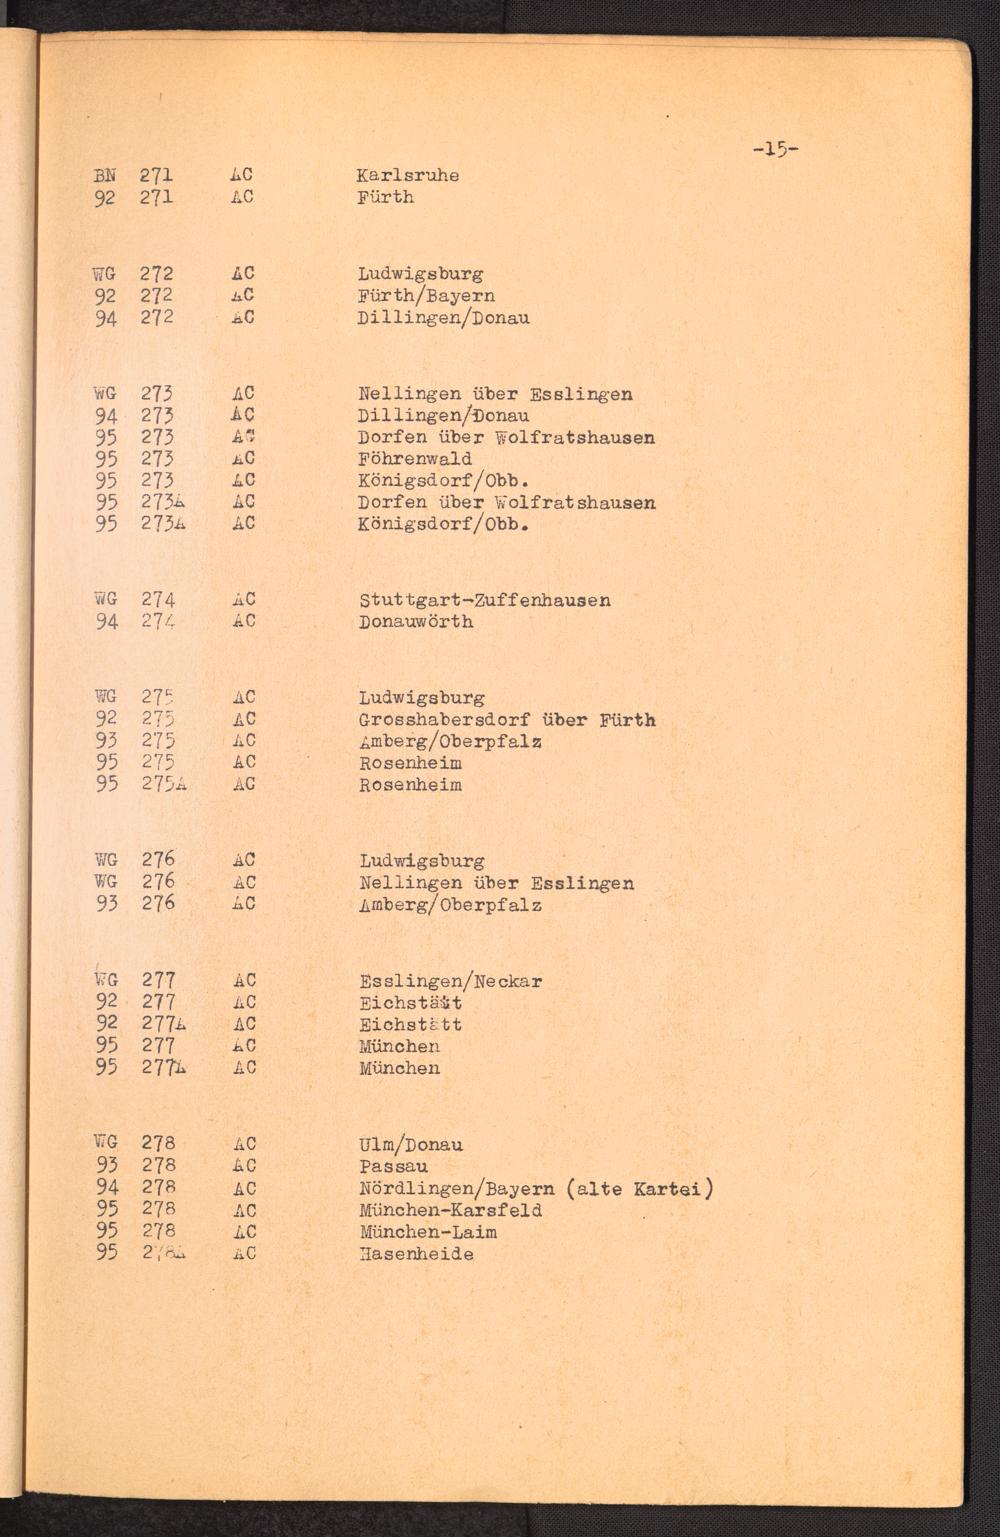 -15-
BN 271 AC Karlsruhe
92 271 AC Fürth
WG 272 AC Ludwigsburg
92 272 AC Fürth/Bayern
94 272 AC Dillingen/Donau
WG 273 AC Nellingen über Esslingen
94 273 AC Dillingen/Donau
95 273 AC Dorfen über Wolfratshausen
95 273 AC Föhrenwald
95 273 AC Königsdorf/Obb.
95 273A AC Dorfen über Wolfratshausen
95 273A AC Königsdorf/Obb.
WG 274 AC Stuttgart-Zuffenhausen
94 274 AC Donauwörth
WG 275 AC Ludwigsburg
92 275 AC Grosshabersdorf über Fürth
93 275 AC Amberg/Oberpfalz
95 275 AC Rosenheim
95 275A AC Rosenheim
WG 276 AC Ludwigsburg
WG 276 AC Nellingen über Esslingen
93 276 AC Amberg/Oberpfalz
WG 277 AC Esslingen/Neckar
92 277 AC Eichstätt
92 277A AC Eichstätt
95 277 AC München
95 277A AC München
WG 278 AC Ulm/Donau
93 278 AC Passau
94 278 AC Nördlingen/Bayern (alte Kartei)
95 278 AC München-Karsfeld
95 278 AC München-Laim
95 278A AC Hasenheide